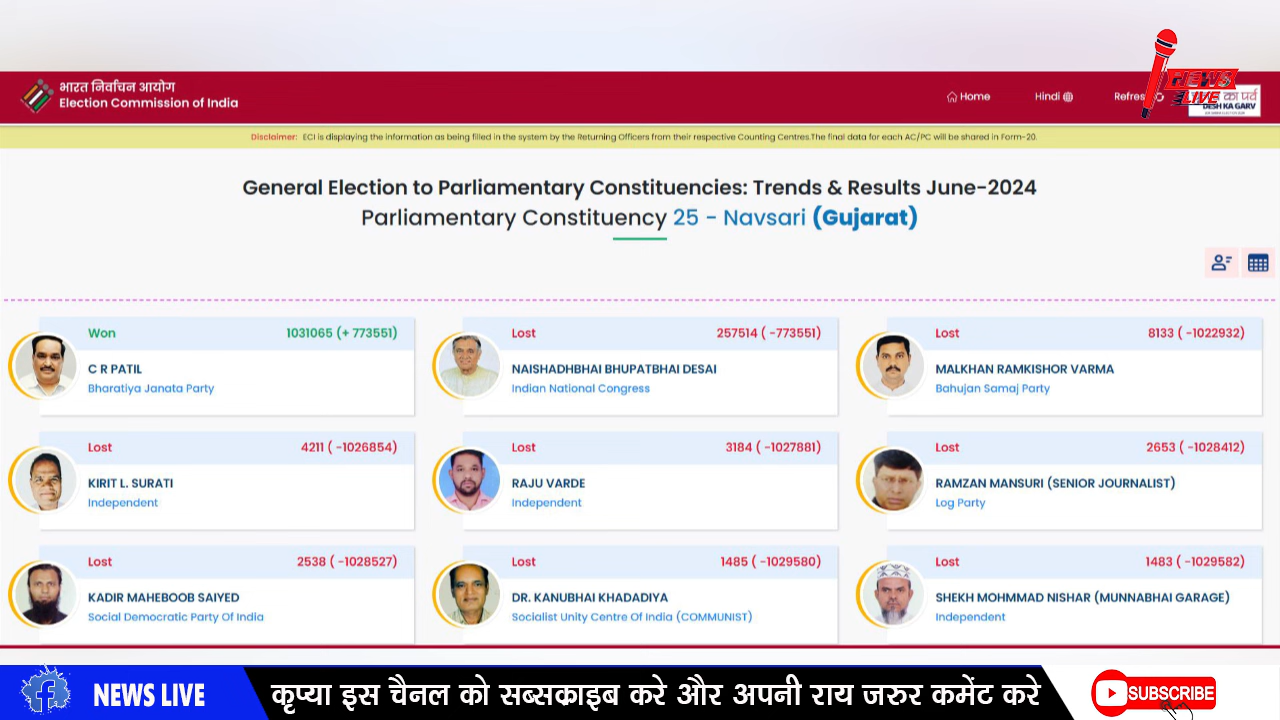 भारत निर्वाचन आयोग
Election Commission of India
Home
Hindi
Refres
NEWS
LIVE
का पर्व
DESH KA GARV
Disclaimer: ECI is displaying the information as being filled in the system by the Returning Officers from their respective Counting Centres.The final data for each AC/PC will be shared in Form-20.
General Election to Parliamentary Constituencies: Trends & Results June-2024
Parliamentary Constituency 25 - Navsari (Gujarat)
Won 1031065 (+ 773551)
C R PATIL
Bharatiya Janata Party
Lost 257514 ( -773551)
NAISHADHBHAI BHUPATBHAI DESAI
Indian National Congress
Lost 8133 ( -1022932)
MALKHAN RAMKISHOR VARMA
Bahujan Samaj Party
Lost 4211 ( -1026854)
KIRIT L. SURATI
Independent
Lost 3184 ( -1027881)
RAJU VARDE
Independent
Lost 2653 ( -1028412)
RAMZAN MANSURI (SENIOR JOURNALIST)
Log Party
Lost 2538 ( -1028527)
KADIR MAHEBOOB SAIYED
Social Democratic Party Of India
Lost 1485 ( -1029580)
DR. KANUBHAI KHADADIYA
Socialist Unity Centre Of India (COMMUNIST)
Lost 1483 ( -1029582)
SHEKH MOHMMAD NISHAR (MUNNABHAI GARAGE)
Independent
NEWS LIVE
कृप्या इस चैनल को सब्सक्राइब करे और अपनी राय जरुर कमेंट करे
SUBSCRIBE